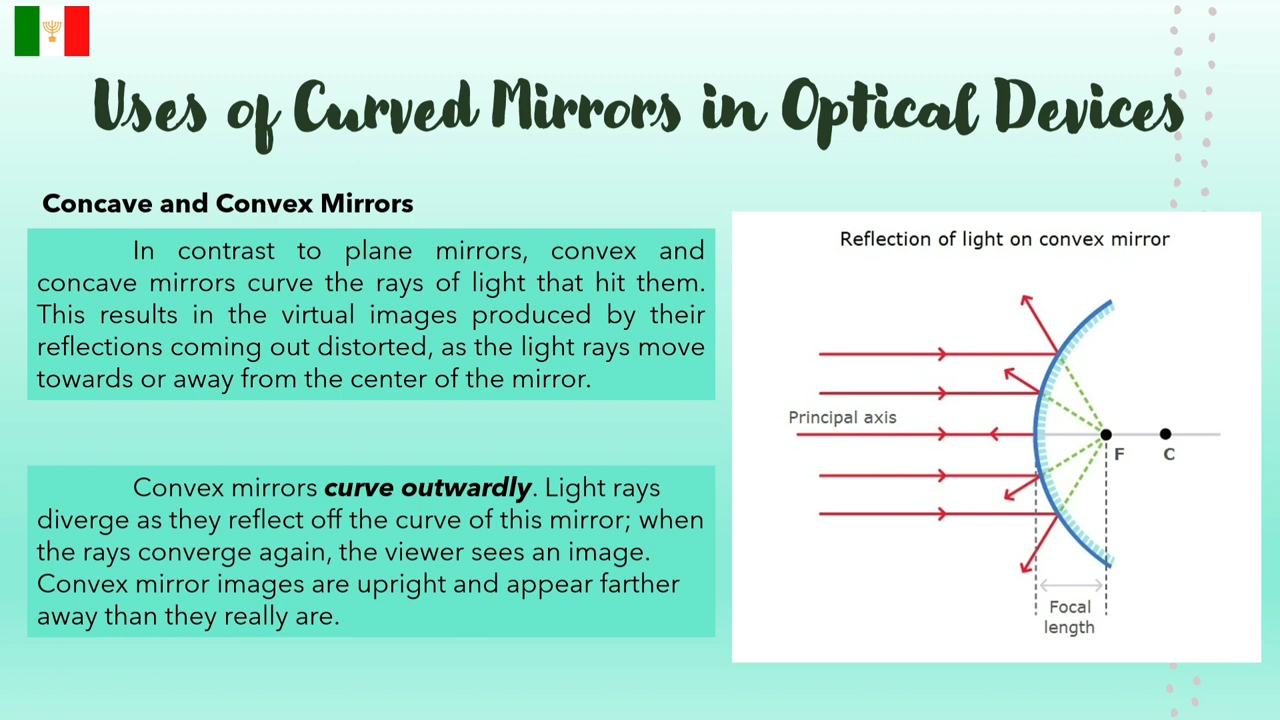 Uses of Curved Mirrors in Optical Devices
Concave and Convex Mirrors
In contrast to plane mirrors, convex and
concave mirrors curve the rays of light that hit them.
This results in the virtual images produced by their
reflections coming out distorted, as the light rays move
towards or away from the center of the mirror.
Convex mirrors curve outwardly. Light rays
diverge as they reflect off the curve of this mirror; when
the rays converge again, the viewer sees an image.
Convex mirror images are upright and appear farther
away than they really are.
Reflection of light on convex mirror
Principal axis
F
C
Focal
length